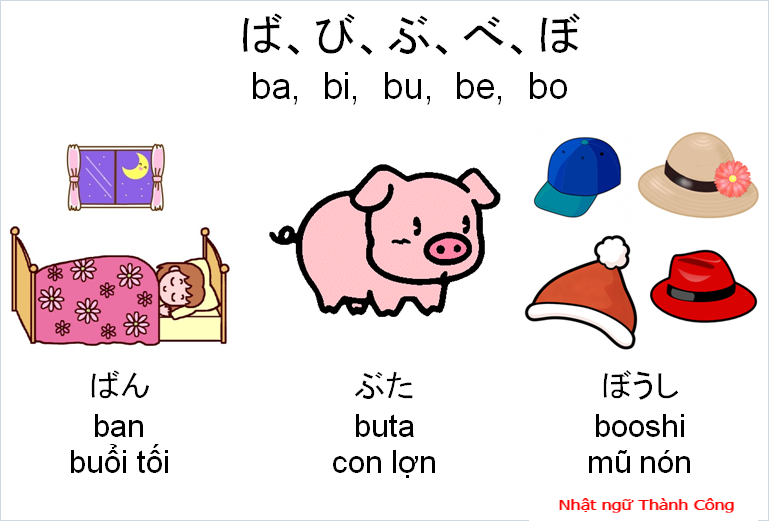 ば、び、ぶ、べ、ぼ
ba, bi, bu, be, bo
ばん
ban
buổi tối
ぶた
buta
con lợn
ぼうし
booshi
mũ nón
Nhật ngữ Thành Công